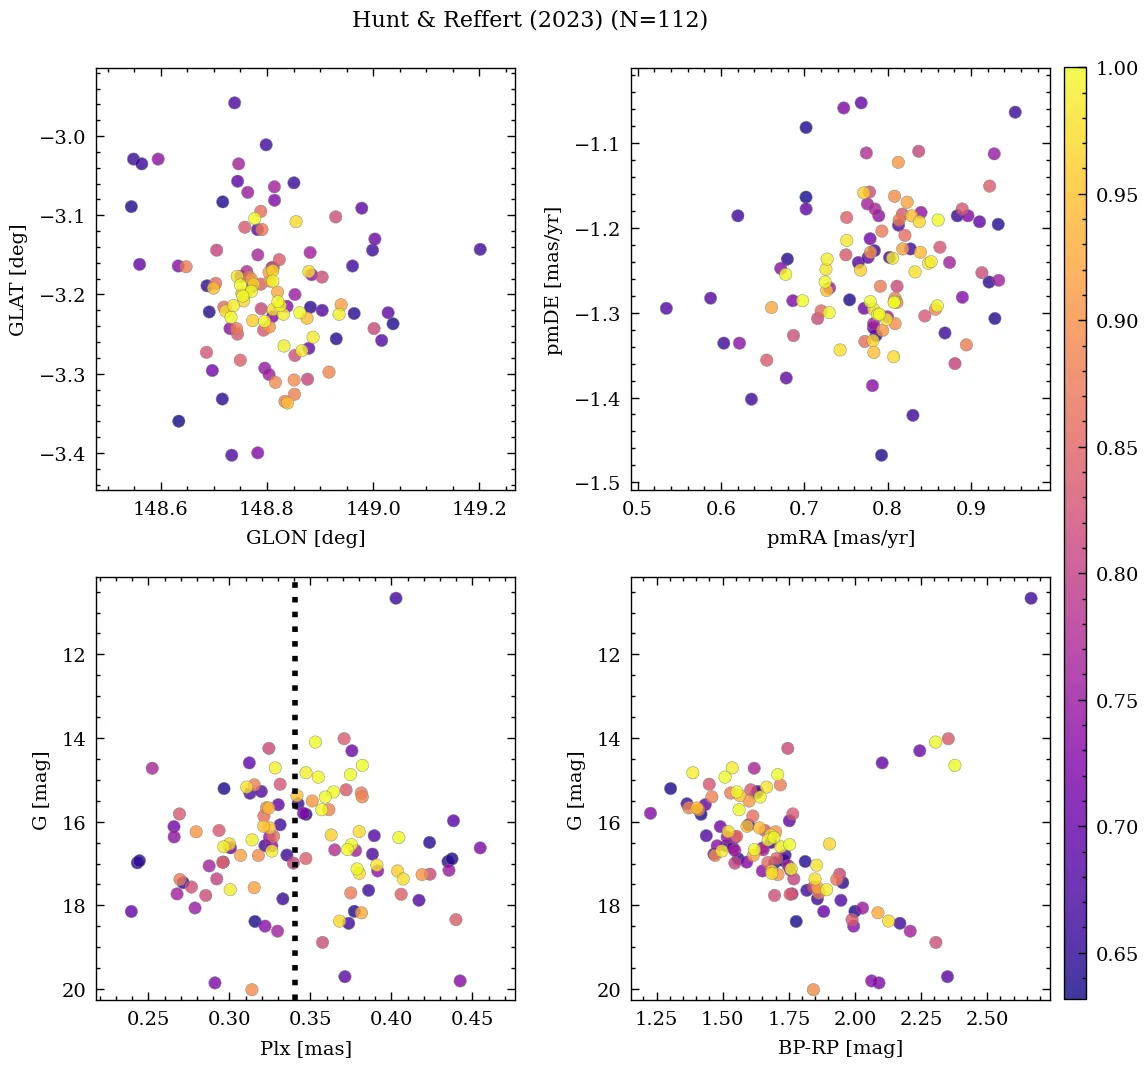 Hunt & Reffert (2023) (N=112)
−3.0
−3.1
−3.2
−3.3
−3.4
GLAT [deg]
148.6 148.8 149.0 149.2
GLON [deg]
−1.1
−1.2
−1.3
−1.4
−1.5
pmDE [mas/yr]
0.5 0.6 0.7 0.8 0.9
pmRA [mas/yr]
12
14
16
18
20
G [mag]
0.25 0.30 0.35 0.40 0.45
Plx [mas]
12
14
16
18
20
G [mag]
1.25 1.50 1.75 2.00 2.25 2.50
BP-RP [mag]
1.00
0.95
0.90
0.85
0.80
0.75
0.70
0.65